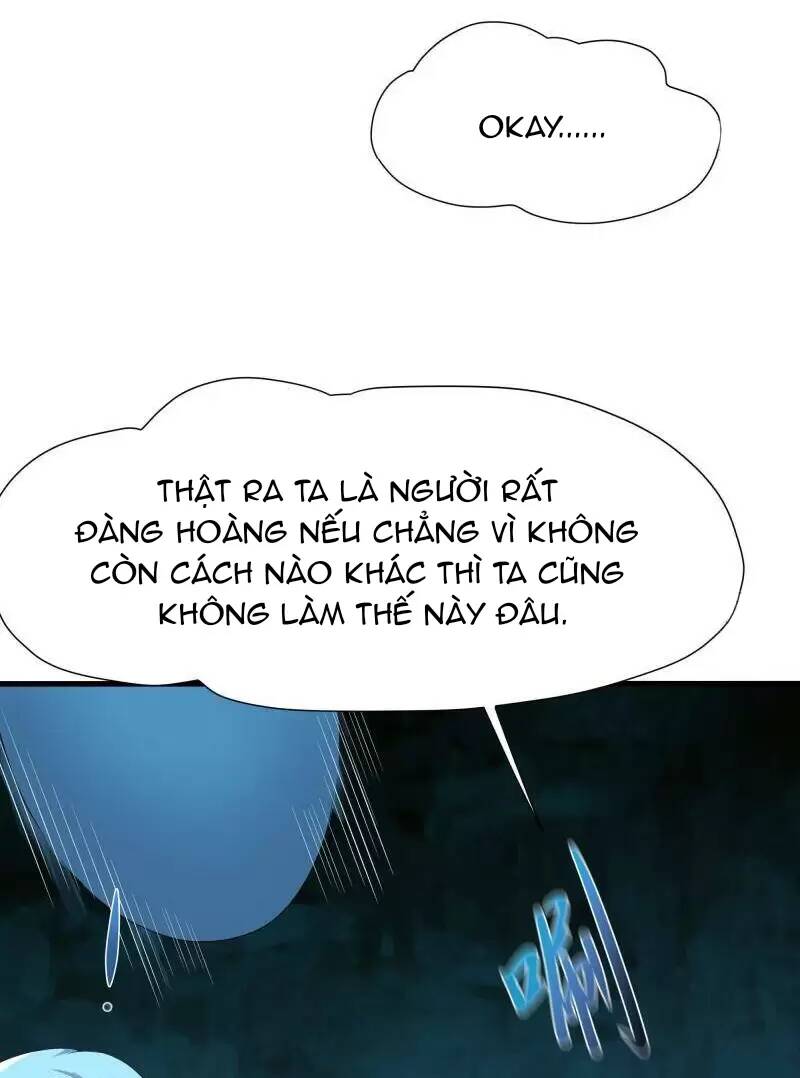 OKAY......
THẬT RA TA LÀ NGƯỜI RẤT
ĐÀNG HOÀNG NẾU CHẲNG VÌ KHÔNG
CÒN CÁCH NÀO KHÁC THÌ TA CŨNG
KHÔNG LÀM THẾ NÀY ĐÂU.